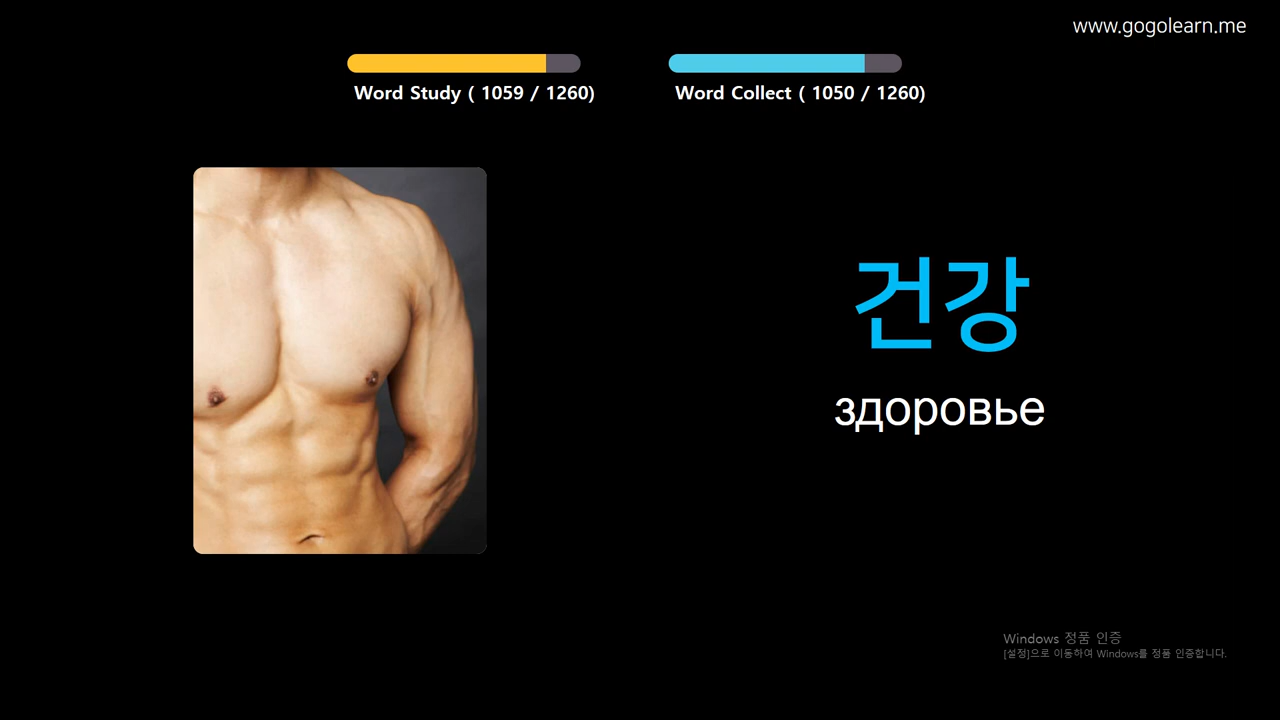 www.gogolearn.me
Word Study ( 1059 / 1260)
Word Collect ( 1050 / 1260)
건강
здоровье
Windows 정품 인증
[설정]으로 이동하여 Windows를 정품 인증합니다.